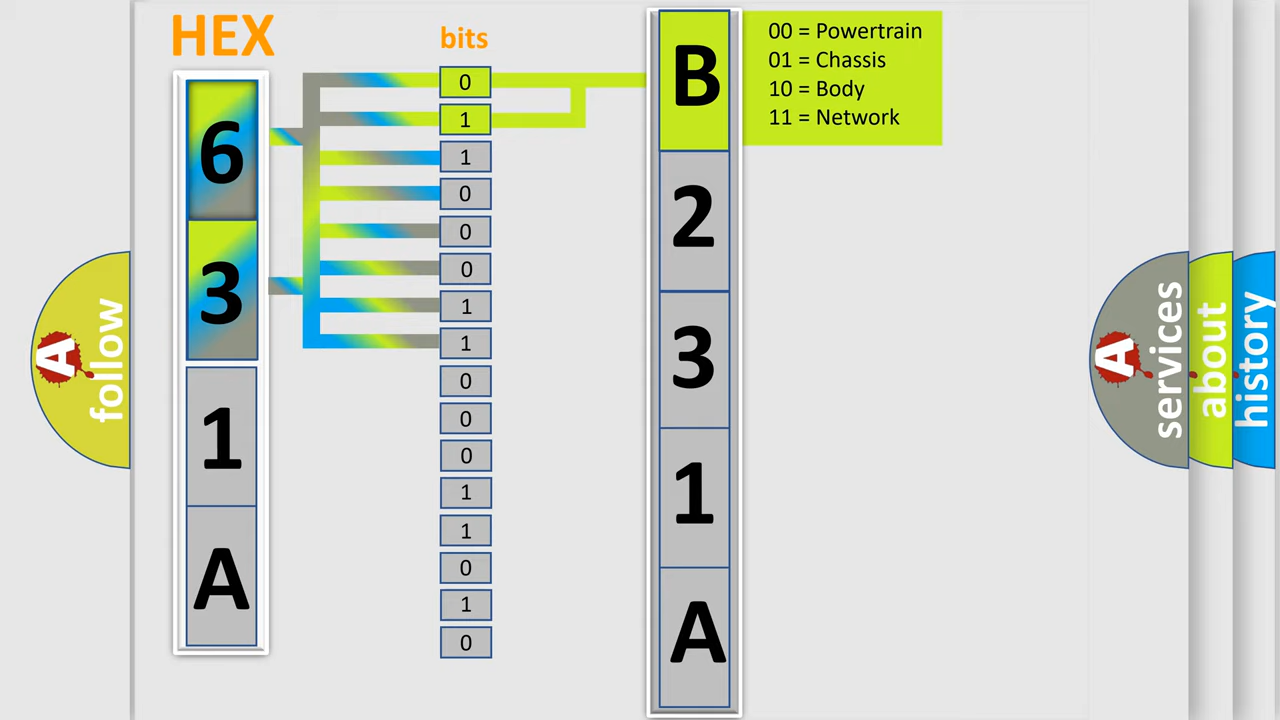 HEX
bits
6
3
1
A
0
1
1
0
0
0
1
1
0
0
0
1
1
0
1
0
B
2
3
1
A
00 = Powertrain
01 = Chassis
10 = Body
11 = Network
A
follow
A
services
about
history